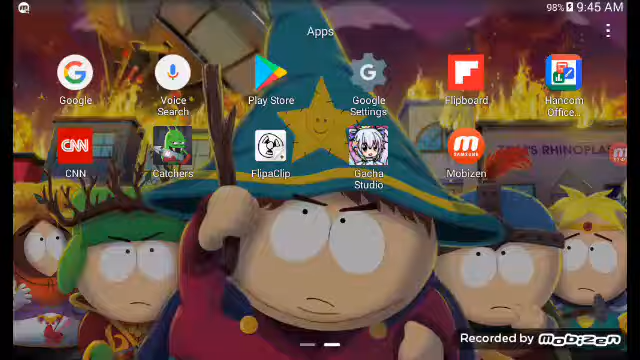 98% 9:45 AM
Apps
Google
Voice
Search
Play Store
Google
Settings
Flipboard
Hancom
Office...
CNN
CNN
Catchers
FlipaClip
Gacha
Studio
SAMSUNG
Mobizen
TOM'S RHINOPLA
Recorded by mobizen